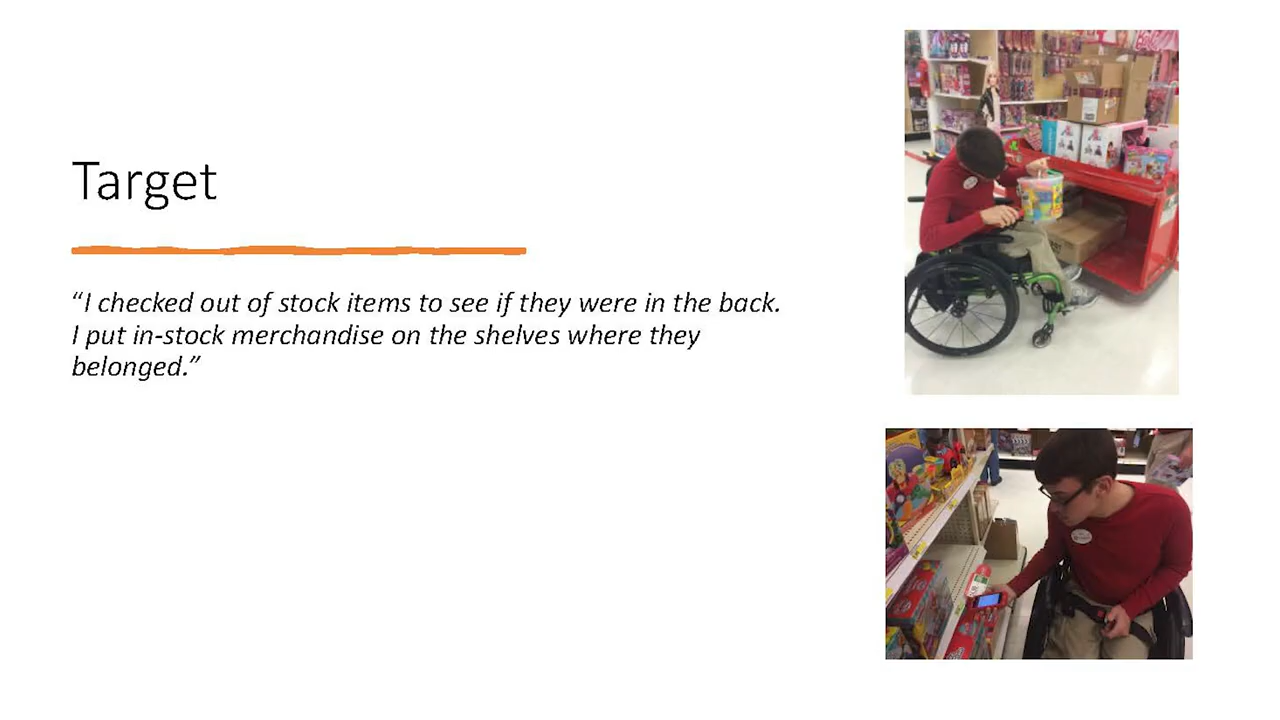 Target
“I checked out of stock items to see if they were in the back.
I put in-stock merchandise on the shelves where they
belonged.”